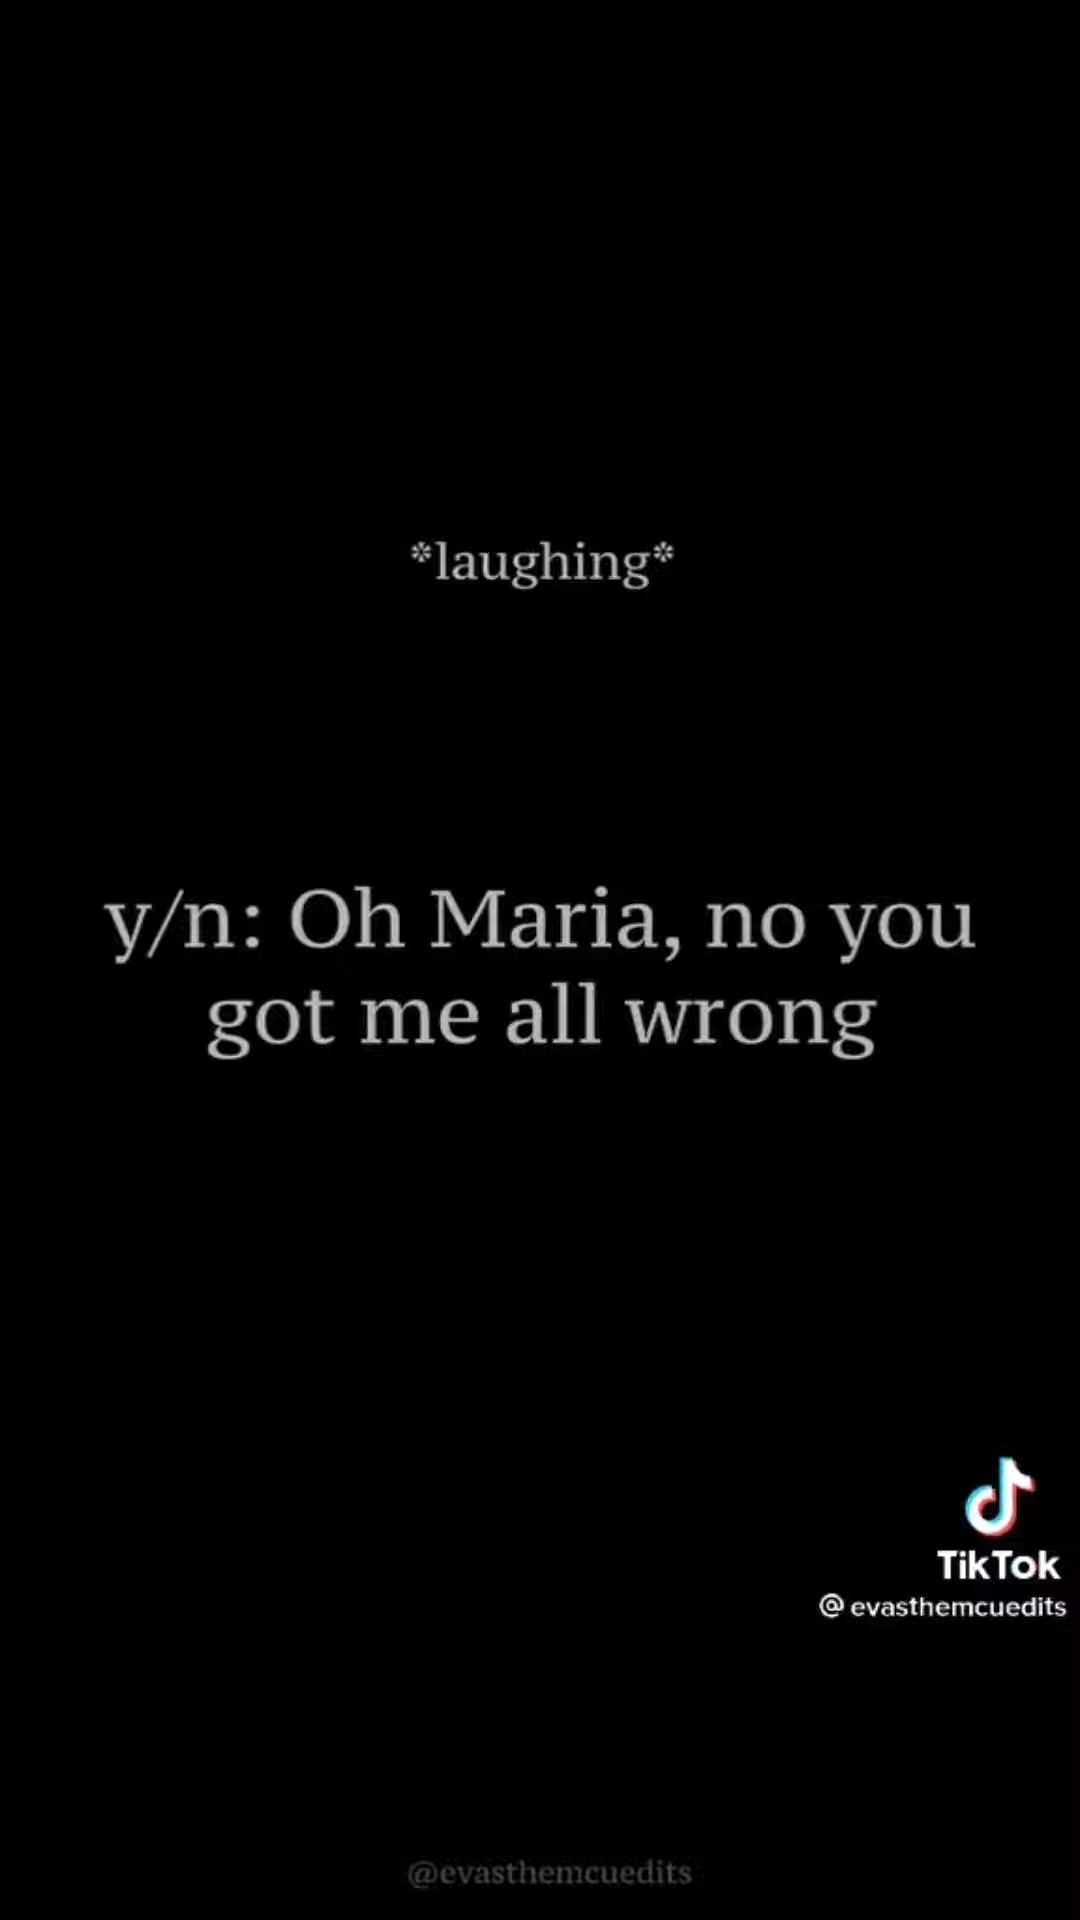 *laughing*
y/n: Oh Maria, no you
got me all wrong
TikTok
@evasthemcuedits
@evasthemcuedits